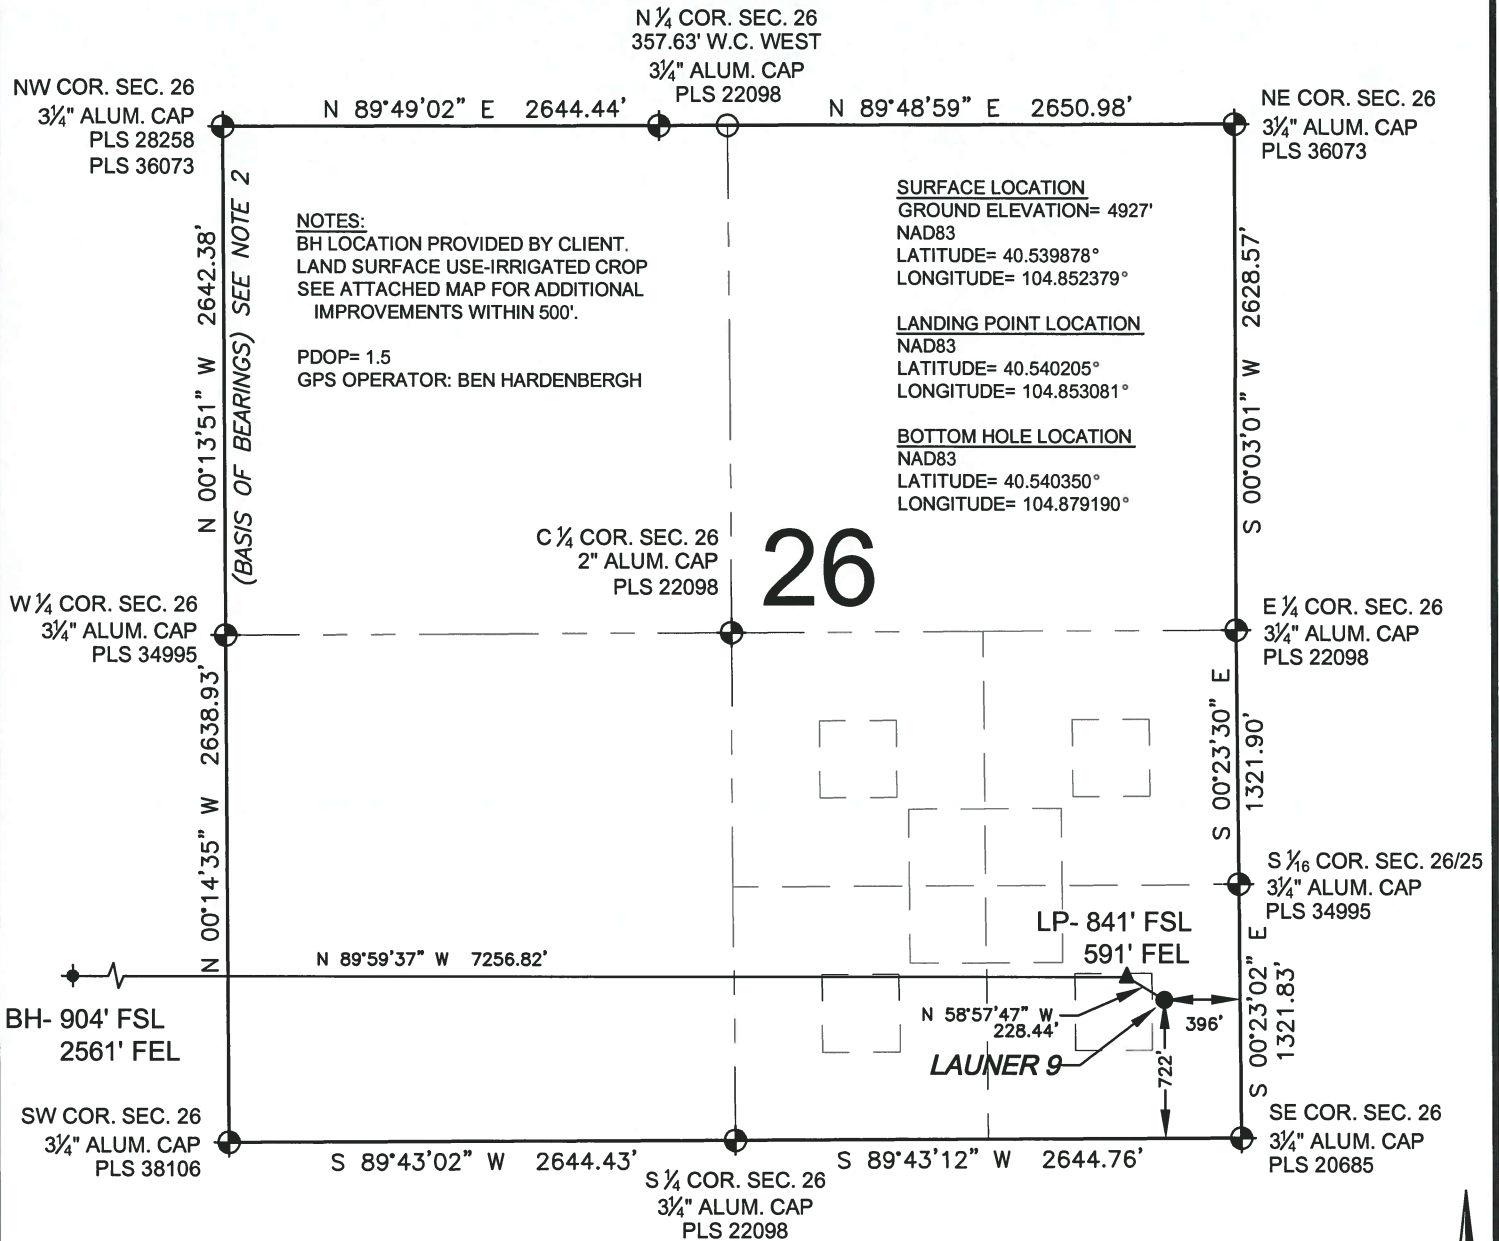 N ¼ COR. SEC. 26
357.63' W.C. WEST
3¼" ALUM. CAP
PLS 22098
NW COR. SEC. 26
3¼" ALUM. CAP
PLS 28258
PLS 36073
N 89°49'02" E 2644.44'
N 89°48'59" E 2650.98'
NE COR. SEC. 26
3¼" ALUM. CAP
PLS 36073
N 00°13'51" W 2642.38'
(BASIS OF BEARINGS) SEE NOTE 2
NOTES:
BH LOCATION PROVIDED BY CLIENT.
LAND SURFACE USE-IRRIGATED CROP
SEE ATTACHED MAP FOR ADDITIONAL
IMPROVEMENTS WITHIN 500'.
PDOP= 1.5
GPS OPERATOR: BEN HARDENBERGH
SURFACE LOCATION
GROUND ELEVATION= 4927'
NAD83
LATITUDE= 40.539878°
LONGITUDE= 104.852379°
LANDING POINT LOCATION
NAD83
LATITUDE= 40.540205°
LONGITUDE= 104.853081°
BOTTOM HOLE LOCATION
NAD83
LATITUDE= 40.540350°
LONGITUDE= 104.879190°
S 00°03'01" W 2628.57'
C ¼ COR. SEC. 26
2" ALUM. CAP
PLS 22098
26
W ¼ COR. SEC. 26
3¼" ALUM. CAP
PLS 34995
E ¼ COR. SEC. 26
3¼" ALUM. CAP
PLS 22098
N 00°14'35" W 2638.93'
S 00°23'30" E
1321.90'
S 1⁄16 COR. SEC. 26/25
3¼" ALUM. CAP
PLS 34995
LP- 841' FSL
591' FEL
N 89°59'37" W 7256.82'
BH- 904' FSL
2561' FEL
N 58°57'47" W
228.44'
396'
722'
LAUNER 9
S 00°23'02" E
1321.83'
SW COR. SEC. 26
3¼" ALUM. CAP
PLS 38106
S 89°43'02" W 2644.43'
S ¼ COR. SEC. 26
3¼" ALUM. CAP
PLS 22098
S 89°43'12" W 2644.76'
SE COR. SEC. 26
3¼" ALUM. CAP
PLS 20685